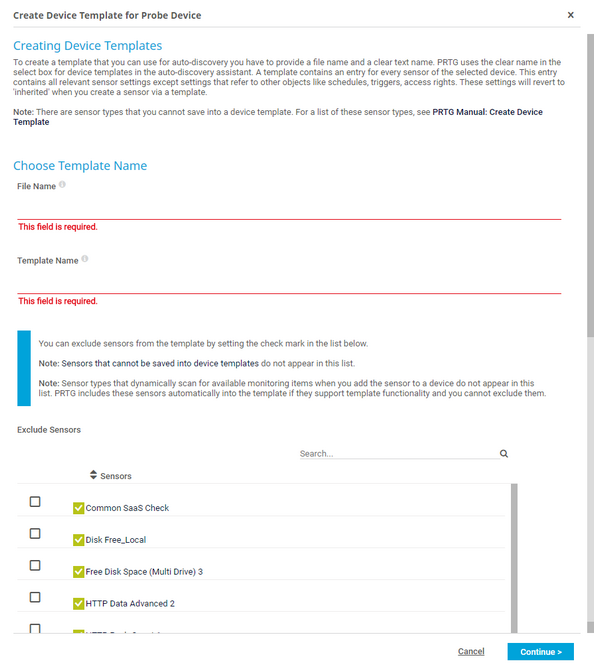 Create Device Template for Probe Device
x
Creating Device Templates
To create a template that you can use for auto-discovery you have to provide a file name and a clear text name. PRTG uses the clear name in the
select box for device templates in the auto-discovery assistant. A template contains an entry for every sensor of the selected device. This entry
contains all relevant sensor settings except settings that refer to other objects like schedules, triggers, access rights. These settings will revert to
'inherited' when you create a sensor via a template.
Note: There are sensor types that you cannot save into a device template. For a list of these sensor types, see PRTG Manual: Create Device
Template
Choose Template Name
File Name
This field is required.
Template Name
This field is required.
You can exclude sensors from the template by setting the check mark in the list below.
Note: Sensors that cannot be saved into device templates do not appear in this list.
Note: Sensor types that dynamically scan for available monitoring items when you add the sensor to a device do not appear in this
list. PRTG includes these sensors automatically into the template if they support template functionality and you cannot exclude them.
Exclude Sensors
Search...
Sensors
Common SaaS Check
Disk Free_Local
Free Disk Space (Multi Drive) 3
HTTP Data Advanced 2
Cancel
Continue >